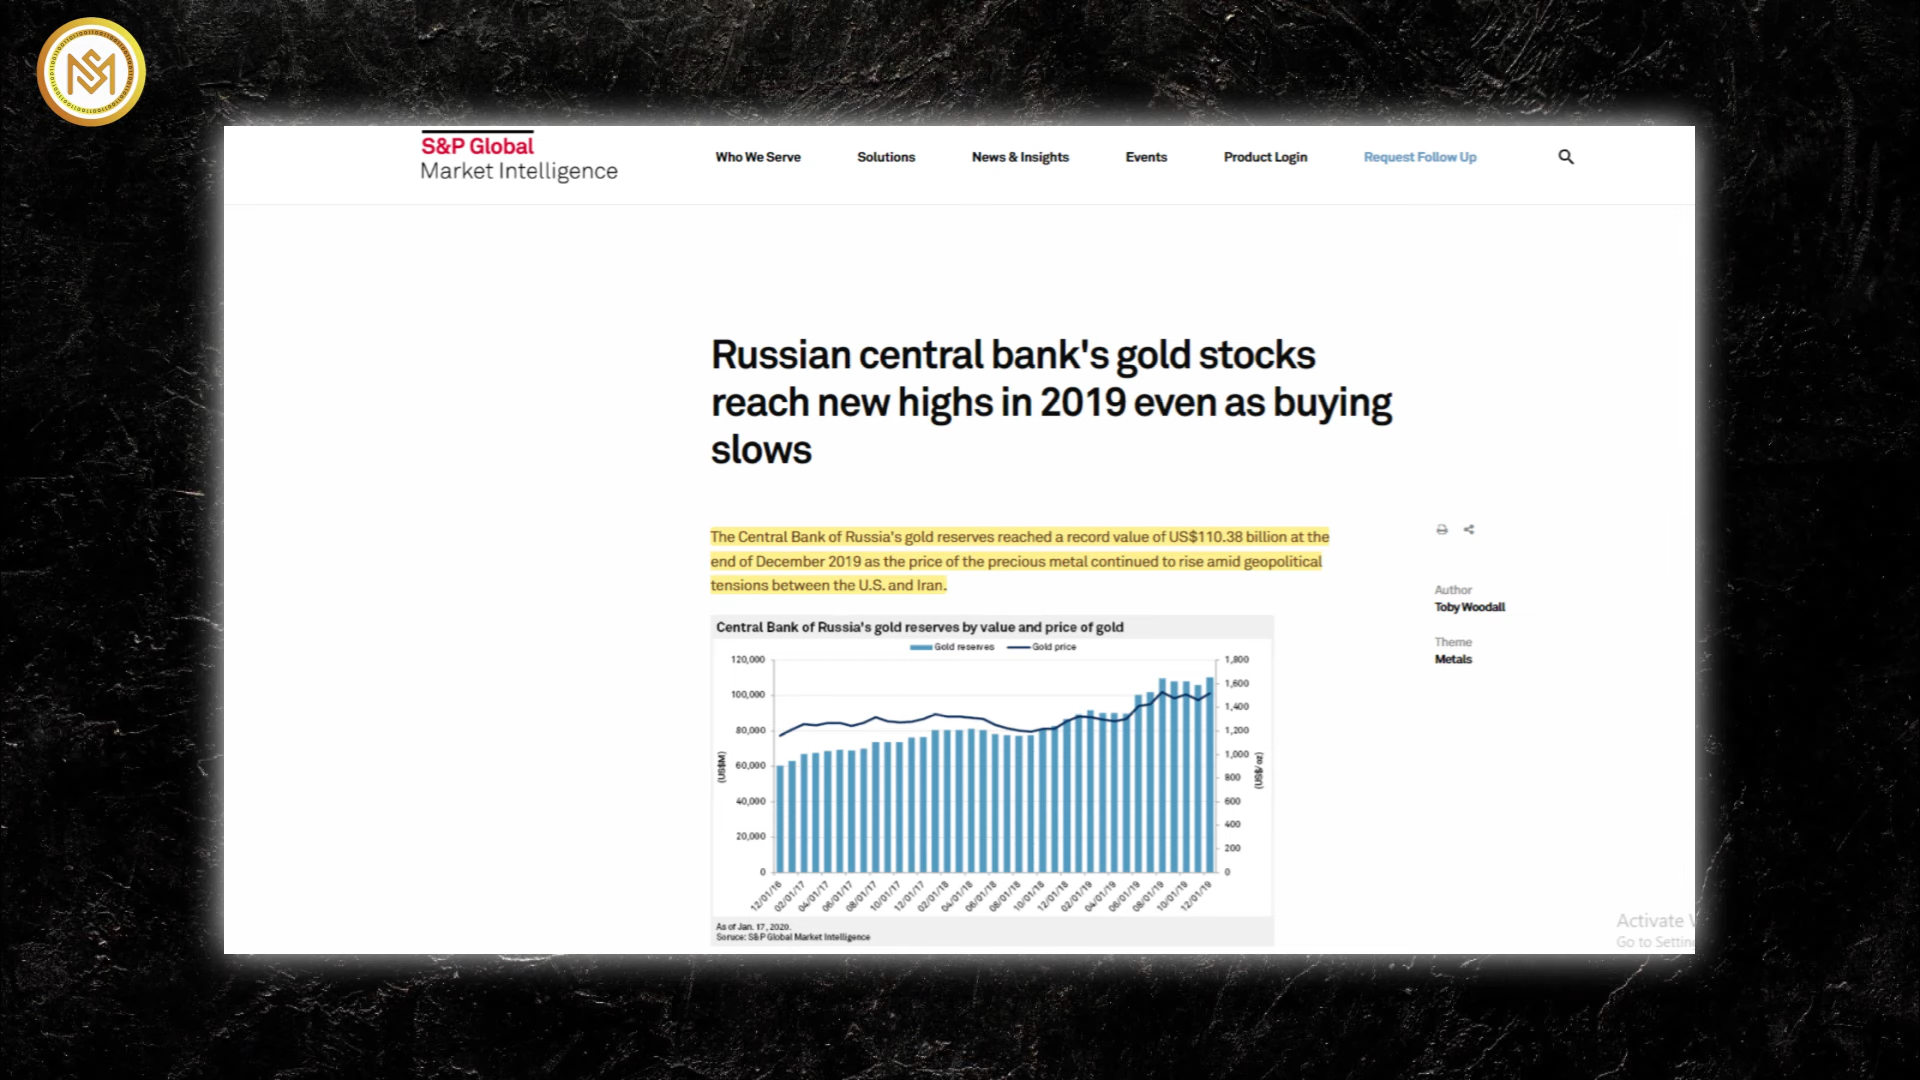 S&P Global
Market Intelligence
Who We Serve
Solutions
News & Insights
Events
Product Login
Request Follow Up
Russian central bank's gold stocks
reach new highs in 2019 even as buying
slows
The Central Bank of Russia's gold reserves reached a record value of US$110.38 billion at the
end of December 2019 as the price of the precious metal continued to rise amid geopolitical
tensions between the U.S. and Iran.
Author
Toby Woodall
Theme
Metals
Central Bank of Russia's gold reserves by value and price of gold
Gold reserves
Gold price
120,000
100,000
80,000
60,000
40,000
20,000
0
(US$M)
1,800
1,600
1,400
1,200
1,000
800
600
400
200
0
(US$/oz)
12/01/16
02/01/17
04/01/17
06/01/17
08/01/17
10/01/17
12/01/17
02/01/18
04/01/18
06/01/18
08/01/18
10/01/18
12/01/18
02/01/19
04/01/19
06/01/19
08/01/19
10/01/19
12/01/19
As of Jan. 17, 2020.
Soruce: S&P Global Market Intelligence
Activate
Go to Settin